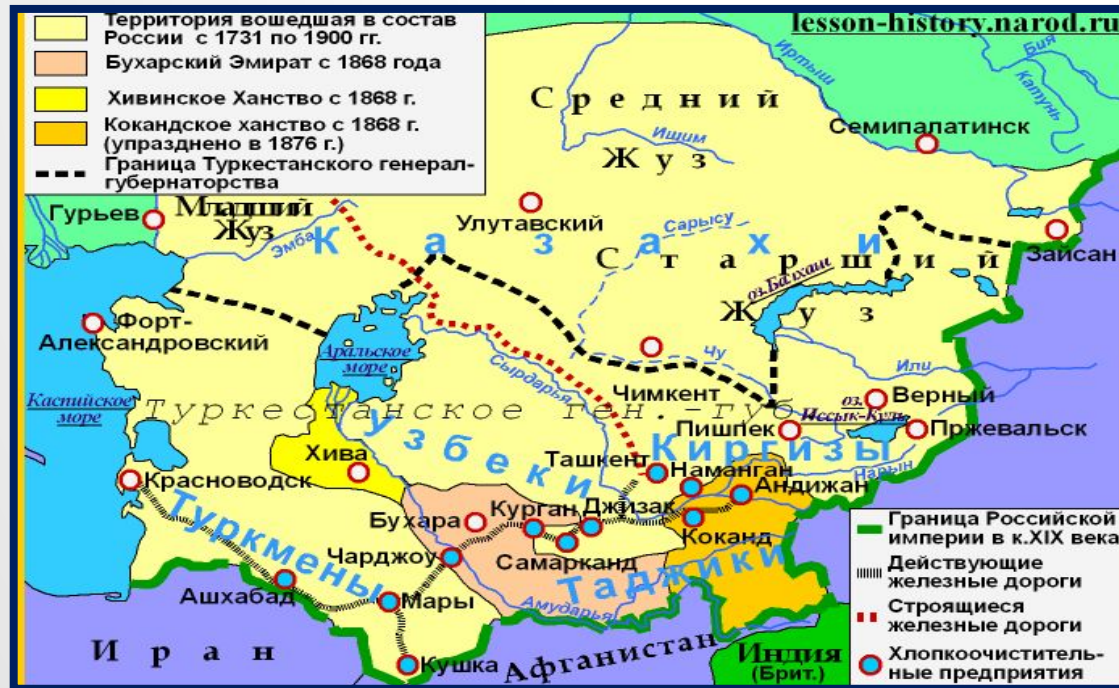 Территория вошедшая в состав
России с 1731 по 1900 гг.
Бухарский Эмират с 1868 года
Хивинское Ханство с 1868 г.
Кокандское ханство с 1868 г.
(упразднено в 1876 г.)
Граница Туркестанского генерал-
губернаторства
lesson-history.narod.ru
Иртыш
Бия
Катунь
Средний
Жуз
Ишим
Семипалатинск
Гурьев
Младший
Жуз
Эмба
Улутавский
Сарысу
Казахи
Старший
Жуз
оз.Балхаш
Зайсан
Форт-
Александровский
Аральское
море
Каспийское
море
Сырдарья
Чу
Или
Чимкент
Верный
Туркестанское ген.-губ
оз.
Иссык-Куль
Пишпек
Пржевальск
Киргизы
Нарын
Узбеки
Хива
Ташкент
Наманган
Андижан
Красноводск
Курган
Джизак
Бухара
Коканд
Чарджоу
Самарканд
Туркмены
Таджики
Ашхабад
Мары
Амударья
Кушка
Иран
Афганистан
Индия
(Брит.)
Граница Российской
империи в к.XIX века
Действующие
железные дороги
Строящиеся
железные дороги
Хлопкоочиститель-
ные предприятия